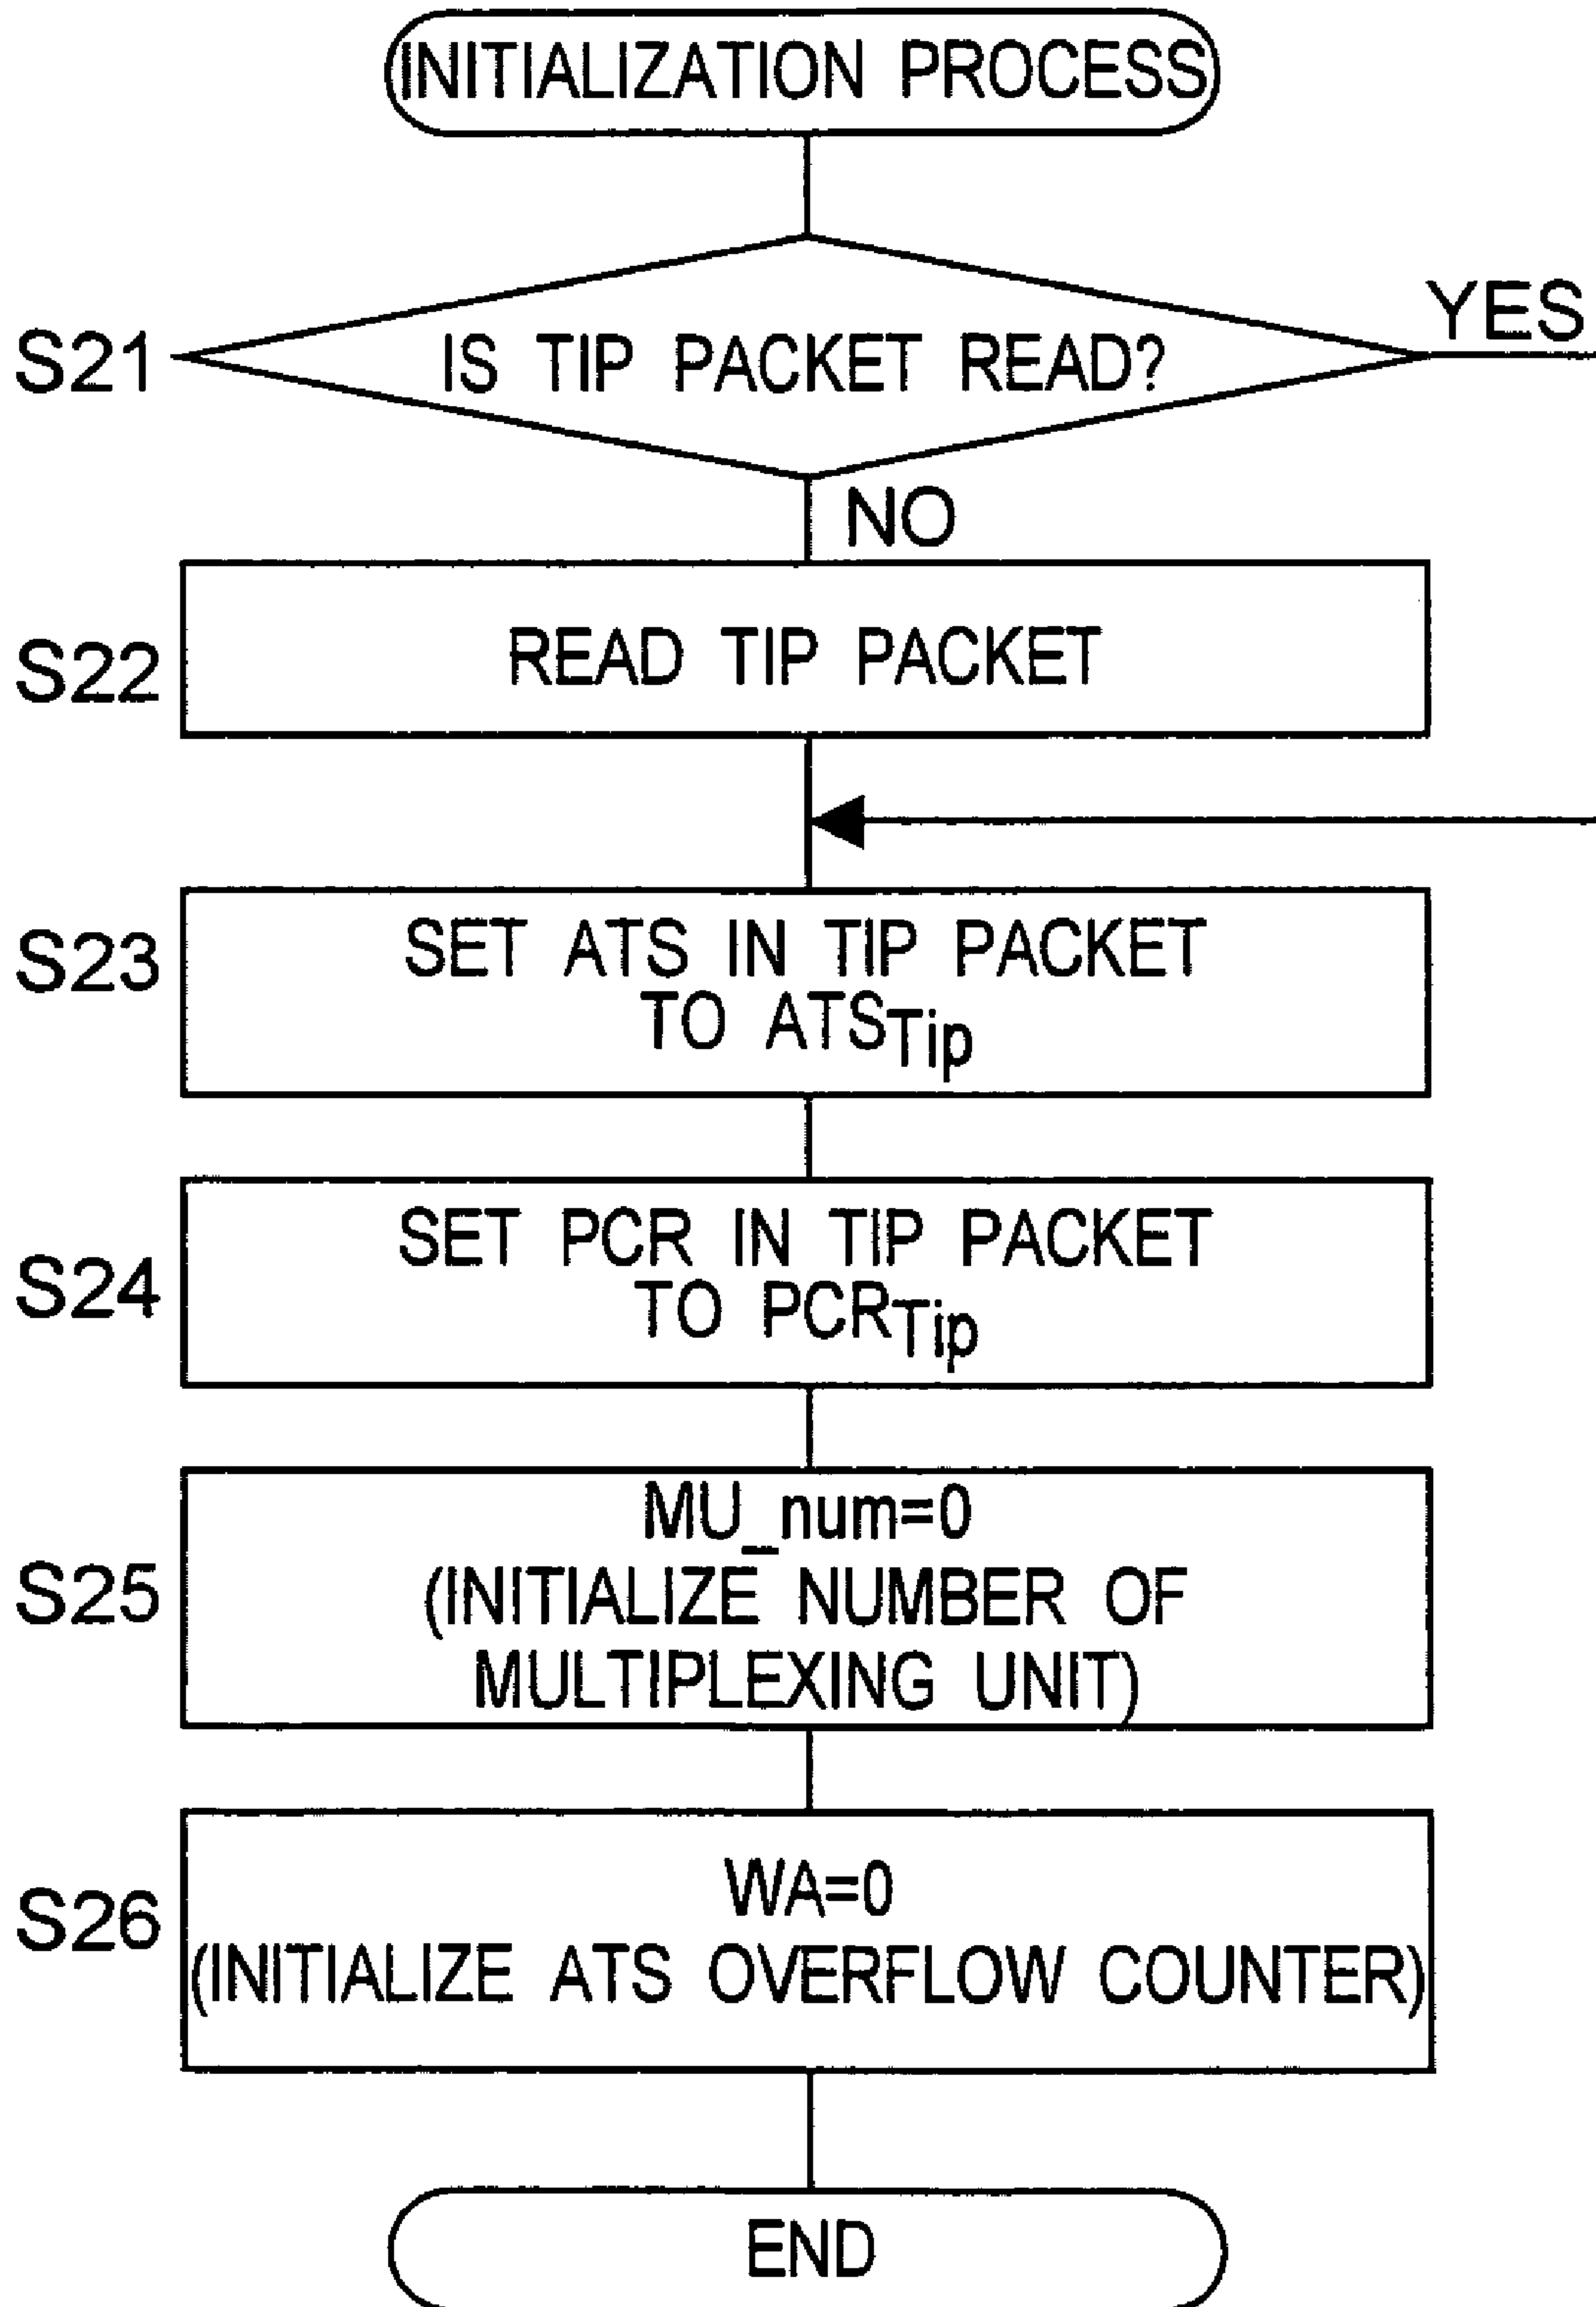 INITIALIZATION PROCESS
S21
IS TIP PACKET READ?
YES
NO
S22
READ TIP PACKET
S23
SET ATS IN TIP PACKET
TO ATSTip
S24
SET PCR IN TIP PACKET
TO PCRTip
S25
MU_num=0
(INITIALIZE NUMBER OF
MULTIPLEXING UNIT)
S26
WA=0
(INITIALIZE ATS OVERFLOW COUNTER)
END